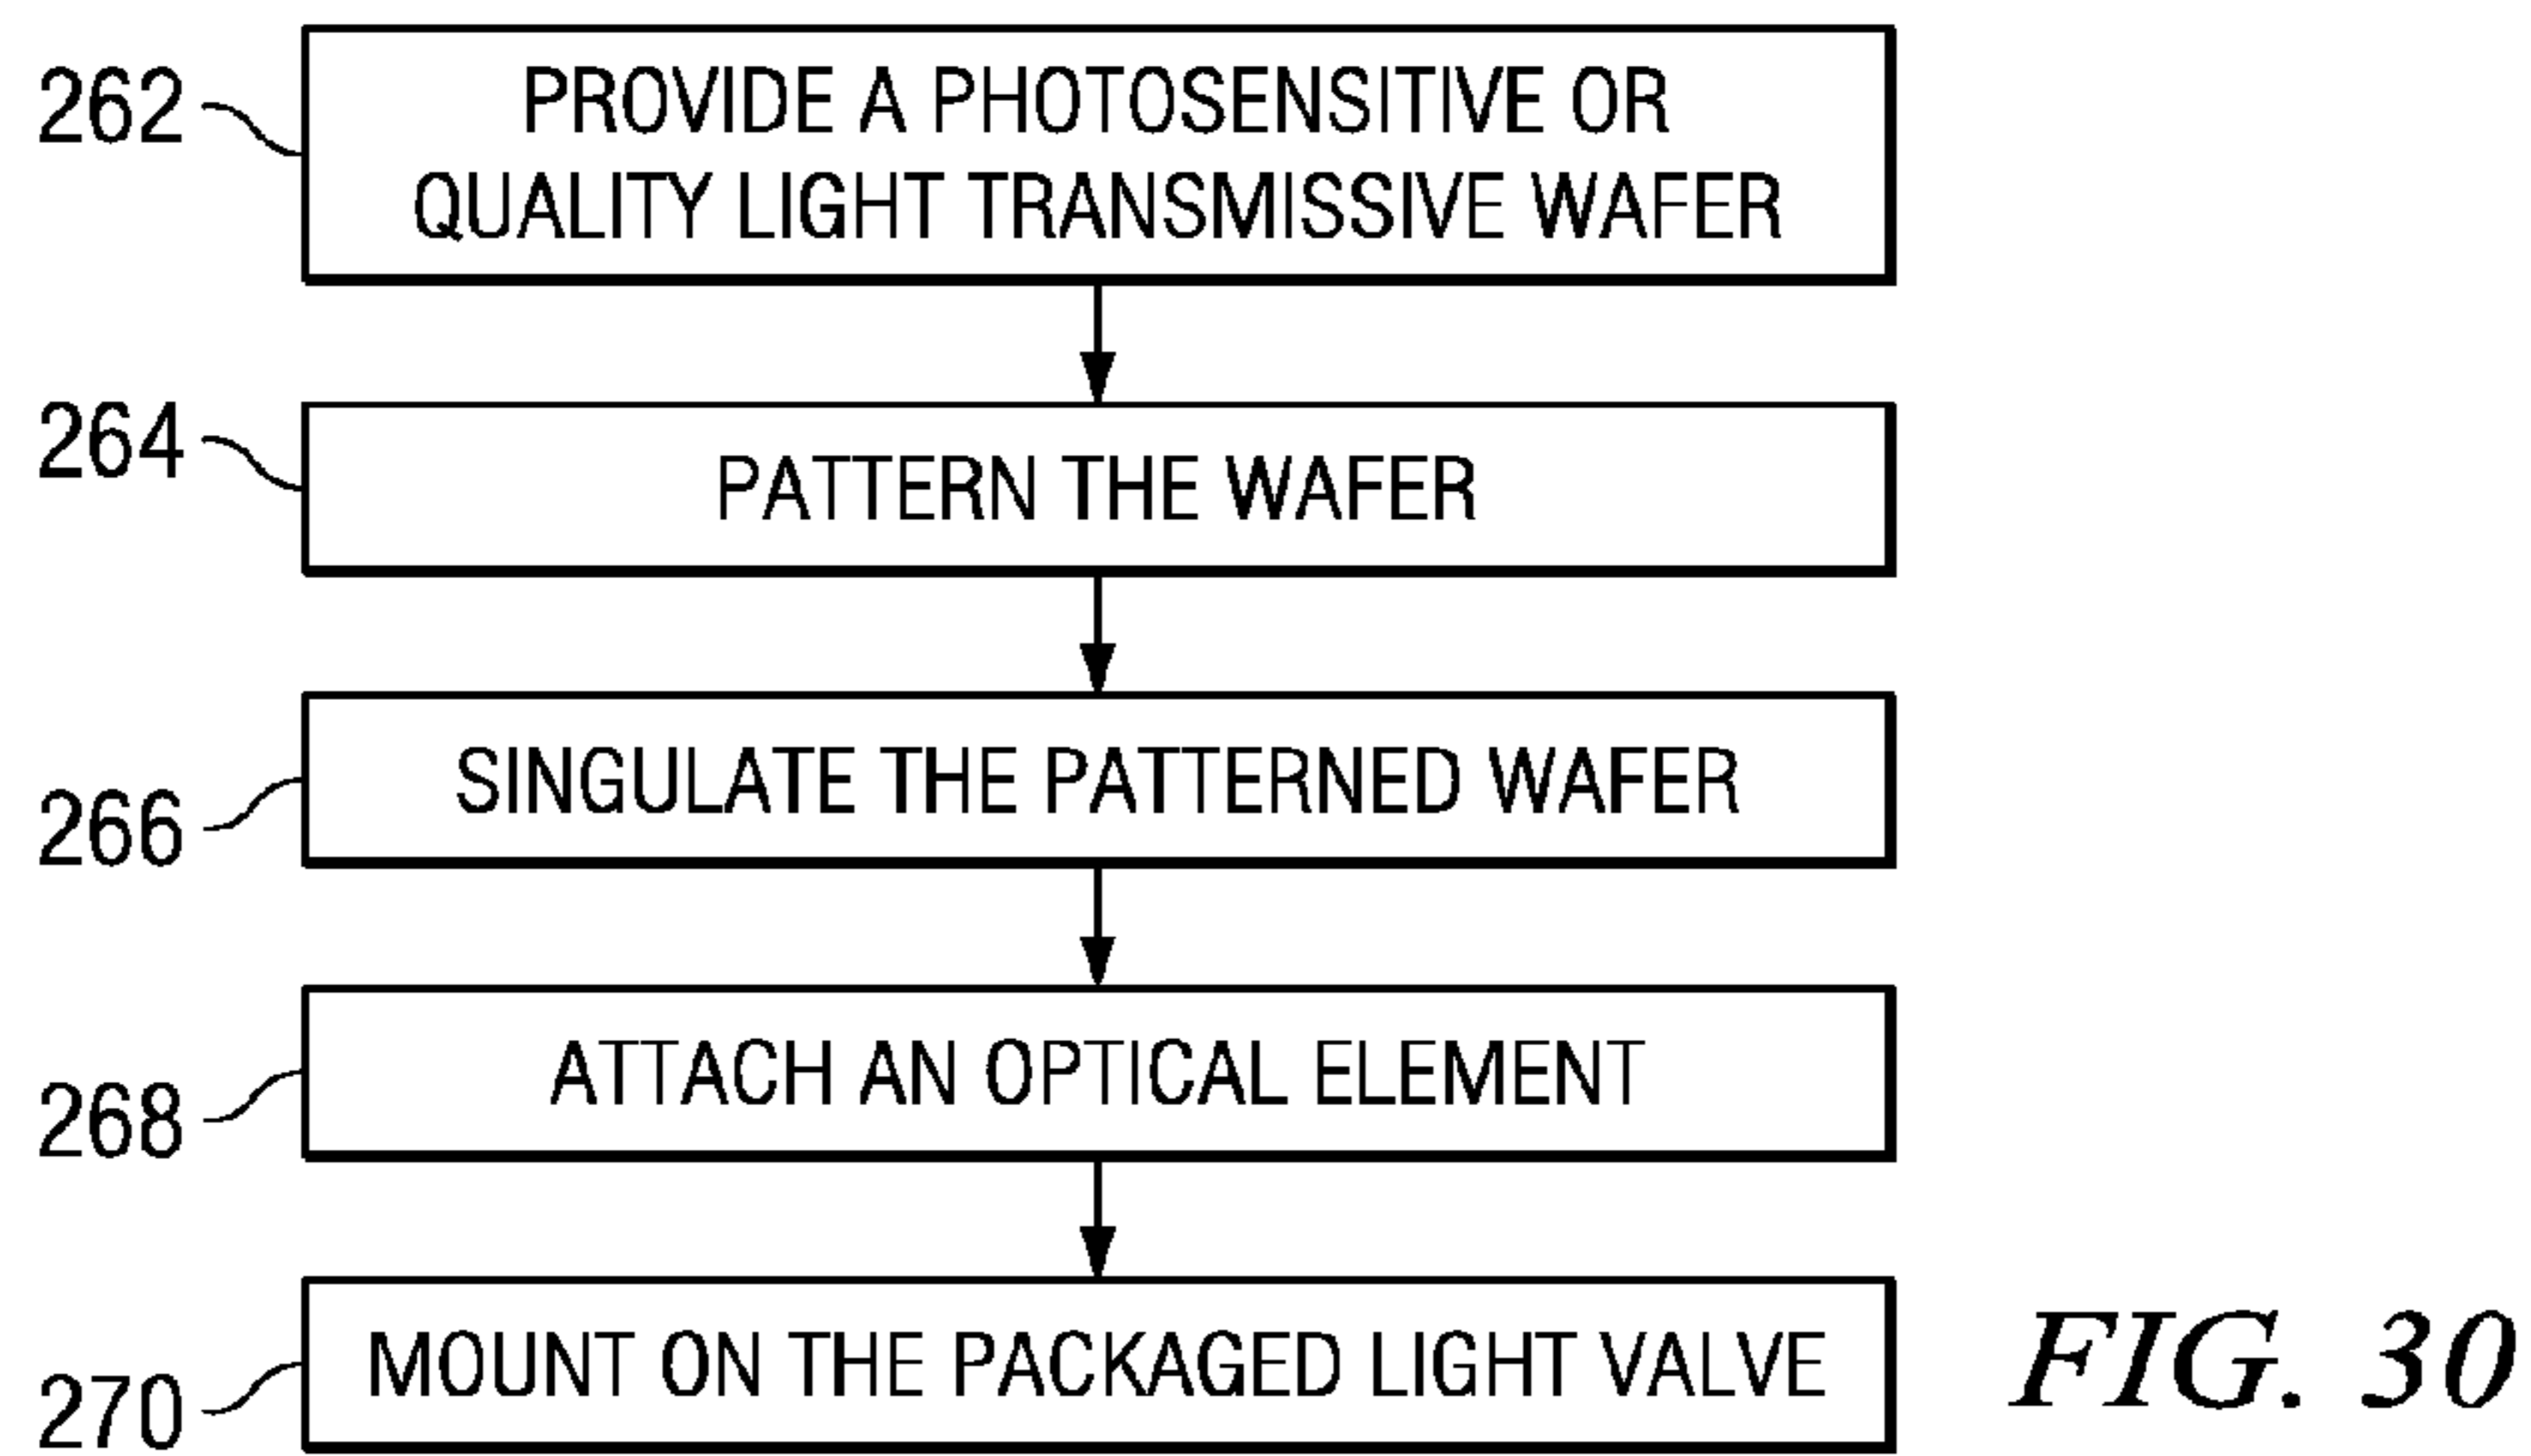 262
PROVIDE A PHOTOSENSITIVE OR
QUALITY LIGHT TRANSMISSIVE WAFER
264
PATTERN THE WAFER
266
SINGULATE THE PATTERNED WAFER
268
ATTACH AN OPTICAL ELEMENT
270
MOUNT ON THE PACKAGED LIGHT VALVE
FIG. 30